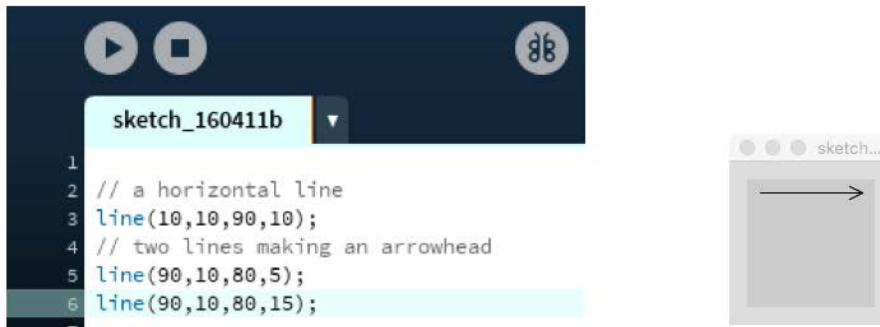 sketch_160411b
1
2 // a horizontal line
3 line(10,10,90,10);
4 // two lines making an arrowhead
5 line(90,10,80,5);
6 line(90,10,80,15);
sketch...